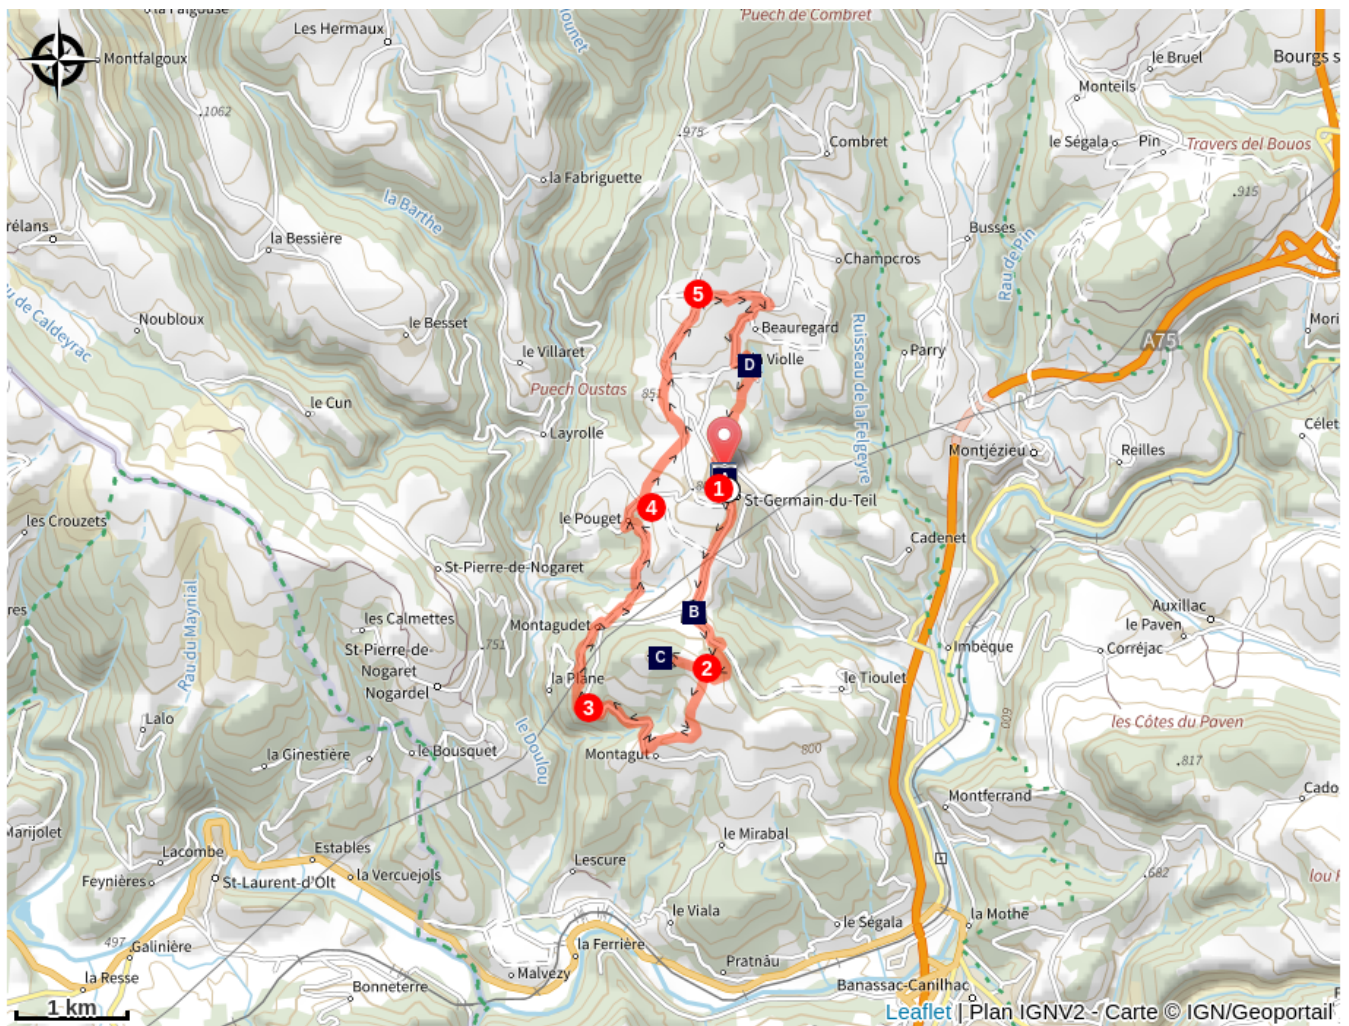 Puech de Combret
Les Hermaux
Montfalgoux
le Bruel
Bourgs s
Monteils
1062
975
Combret
le Ségala
Pin
Travers del Bouos
la Fabriguette
915
la Barthe
rélans
la Bessière
Busses
Rau de Pin
Champcros
5
Noubloux
le Besset
Beauregard
Mori
A75
le Villaret
D
Violle
Parry
Ruisseau de la Felgeyre
Puech Oustas
851
le Cun
Layrolle
Montjézieu
Reilles
Célet
1
St-Germain-du-Teil
4
le Pouget
les Crouzets
Cadenet
St-Pierre-de-Nogaret
Rau du Maynial
res
B
Auxillac
le Paven
les Calmettes
Montagudet
751
St-Pierre-de-
Nogaret
Nogardel
Imbèque
Corréjac
C
2
la Plane
le Tioulet
3
Lalo
le Doulou
600
les Côtes du Paven
la Ginestière
le Bousquet
Montagut
800
817
Montferrand
Cado
Marijolet
le Mirabal
Lacombe
Estables
Lescure
Feynières
St-Laurent-d'Olt
la Vercuejols
682
lou
le Viala
le Ségala
la Mothe
497
Galinière
la Ferrière
la Resse
Malvezy
Pratnâu
Bonneterre
Banassac-Canilhac
1 km
Leaflet | Plan IGNV2 - Carte © IGN/Geoportail